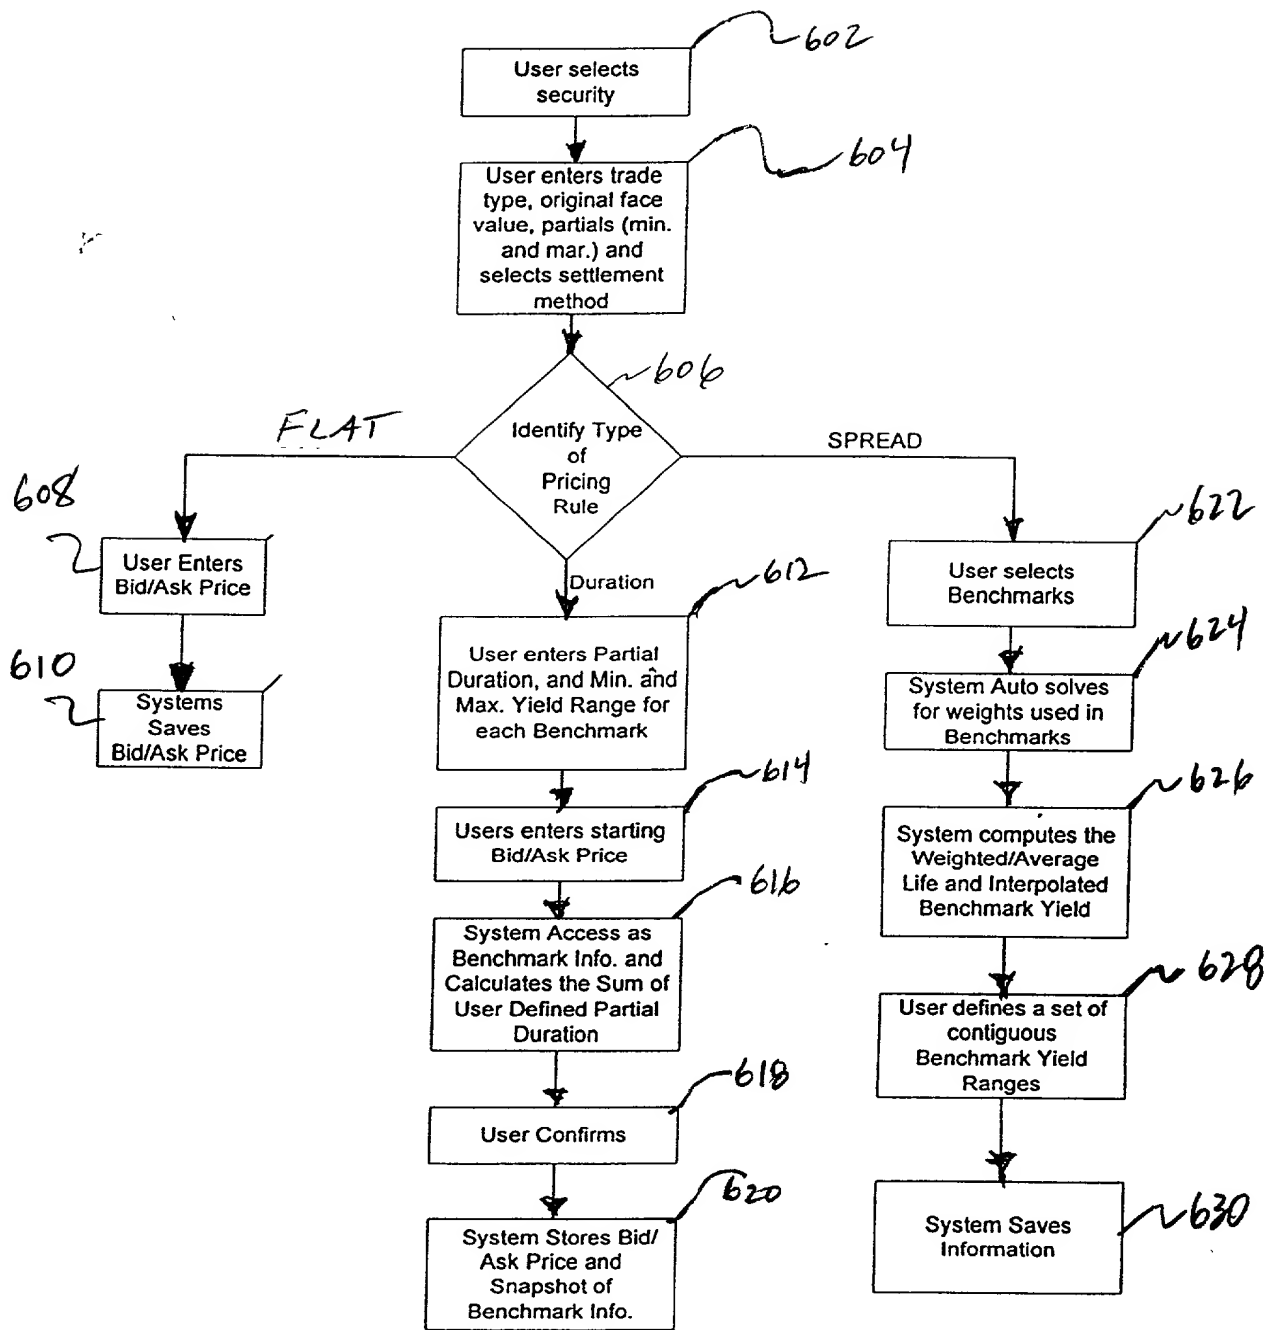 602
User selects
security
604
User enters trade
type, original face
value, partials (min.
and mar.) and
selects settlement
method
606
Identify Type
of
Pricing
Rule
FLAT
608
User Enters
Bid/Ask Price
610
Systems
Saves
Bid/Ask Price
Duration
612
User enters Partial
Duration, and Min. and
Max. Yield Range for
each Benchmark
614
Users enters starting
Bid/Ask Price
616
System Access as
Benchmark Info. and
Calculates the Sum of
User Defined Partial
Duration
618
User Confirms
620
System Stores Bid/
Ask Price and
Snapshot of
Benchmark Info.
SPREAD
622
User selects
Benchmarks
624
System Auto solves
for weights used in
Benchmarks
626
System computes the
Weighted/Average
Life and Interpolated
Benchmark Yield
628
User defines a set of
contiguous
Benchmark Yield
Ranges
630
System Saves
Information